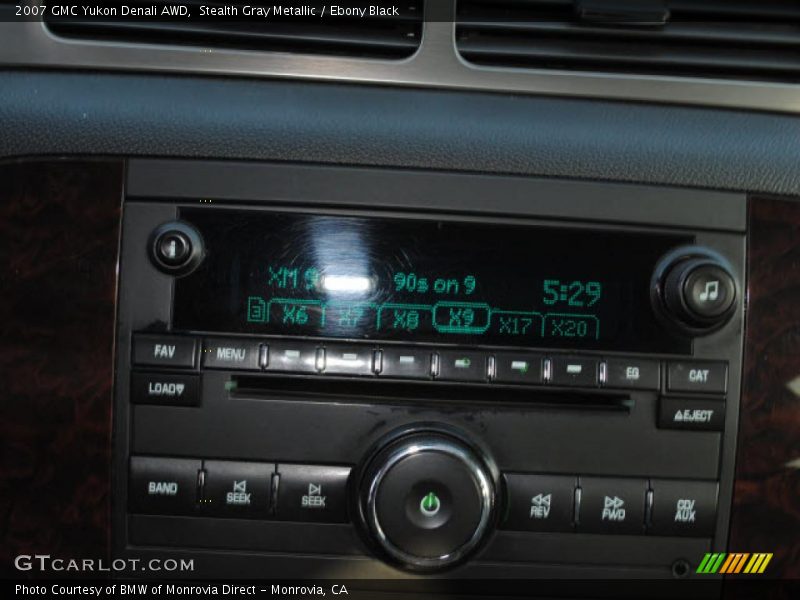 2007 GMC Yukon Denali AWD,  Stealth Gray Metallic / Ebony Black
XM 9 90s on 9 5:29
3 X6 X7 X8 X9 X17 X20
FAV MENU EQ CAT
LOAD▼ ▲EJECT
BAND SEEK SEEK REV FWD CD/AUX
GTCARLOT.COM
Photo Courtesy of BMW of Monrovia Direct - Monrovia, CA